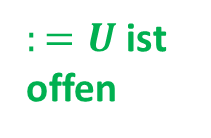 := U ist
offen